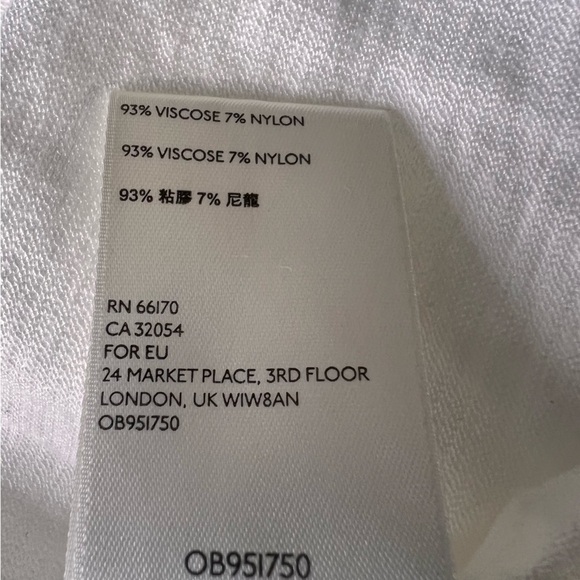 93% VISCOSE 7% NYLON
93% VISCOSE 7% NYLON
93% 粘膠 7% 尼龍
RN 66170
CA 32054
FOR EU
24 MARKET PLACE, 3RD FLOOR
LONDON, UK W1W8AN
OB951750
OB951750